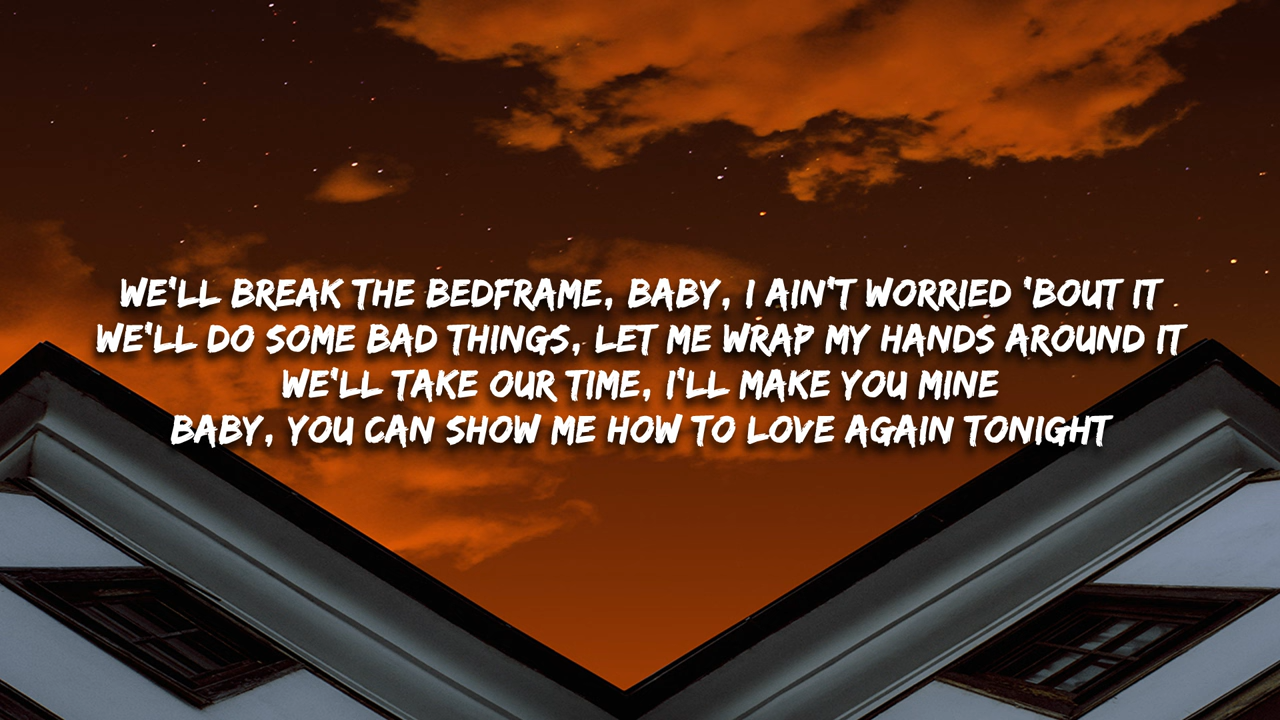 WE'LL BREAK THE BEDFRAME, BABY, I AIN'T WORRIED 'BOUT IT
WE'LL DO SOME BAD THINGS, LET ME WRAP MY HANDS AROUND IT
WE'LL TAKE OUR TIME, I'LL MAKE YOU MINE
BABY, YOU CAN SHOW ME HOW TO LOVE AGAIN TONIGHT